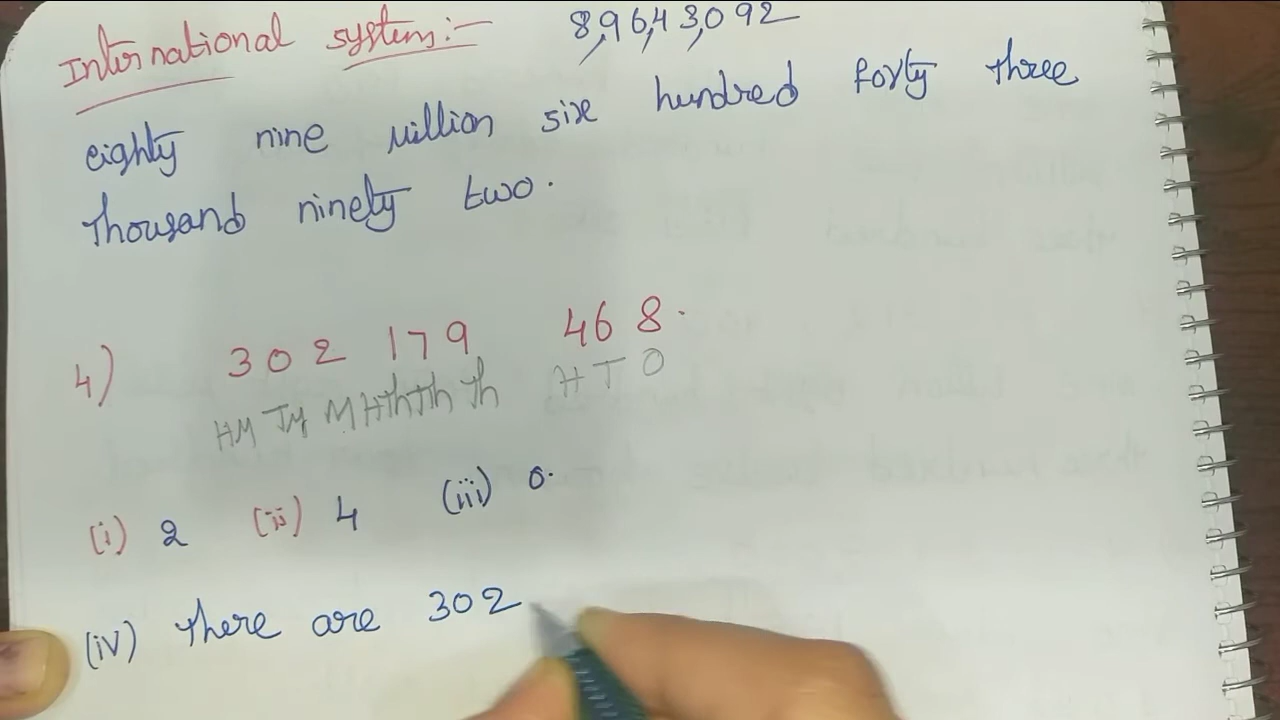 International system:- 8,96,43,092
eighty nine million six hundred forty three
thousand ninety two.
4) 302 179 468.
HM TM M HTh TTh Th H T O
(i) 2 (ii) 4 (iii) 0.
(iv) There are 302